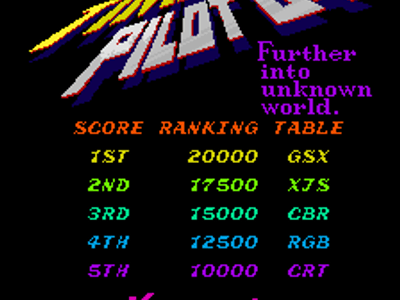 PILOT
Further
into
unknown
world.
SCORE RANKING TABLE
1ST 20000 GSX
2ND 17500 XJS
3RD 15000 CBR
4TH 12500 RGB
5TH 10000 CRT